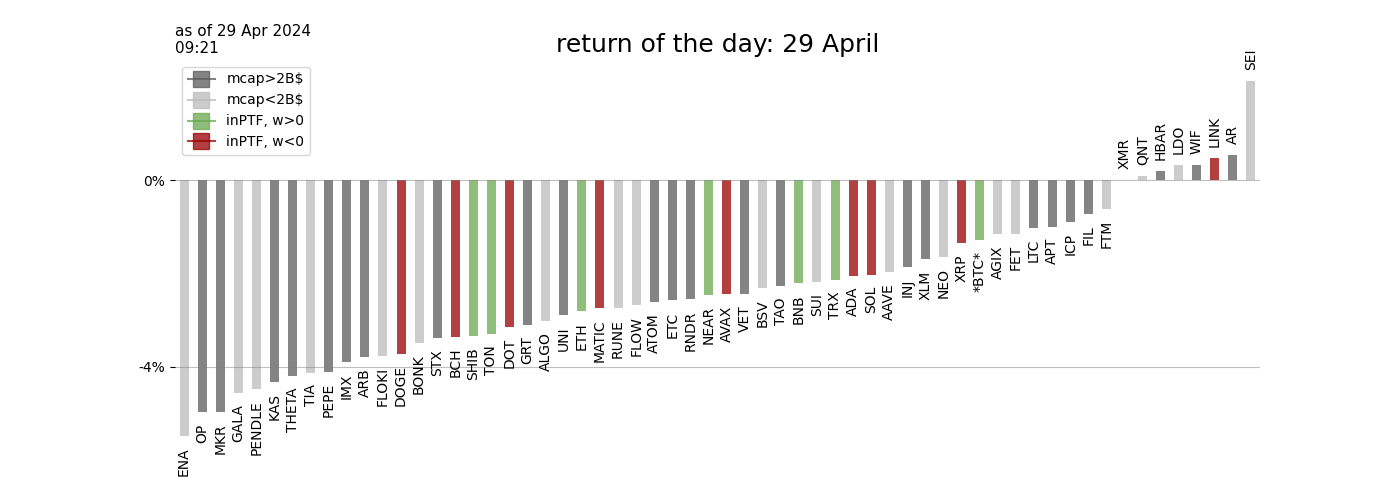 as of 29 Apr 2024
09:21
return of the day: 29 April
mcap>2B$
mcap<2B$
inPTF, w>0
inPTF, w<0
0%
-4%
ENA
OP
MKR
GALA
PENDLE
KAS
THETA
TIA
PEPE
IMX
ARB
FLOKI
DOGE
BONK
STX
BCH
SHIB
TON
DOT
GRT
ALGO
UNI
ETH
MATIC
RUNE
FLOW
ATOM
ETC
RNDR
NEAR
AVAX
VET
BSV
TAO
BNB
SUI
TRX
ADA
SOL
AAVE
INJ
XLM
NEO
XRP
*BTC*
AGIX
FET
LTC
APT
ICP
FIL
FTM
XMR
QNT
HBAR
LDO
WIF
LINK
AR
SEI